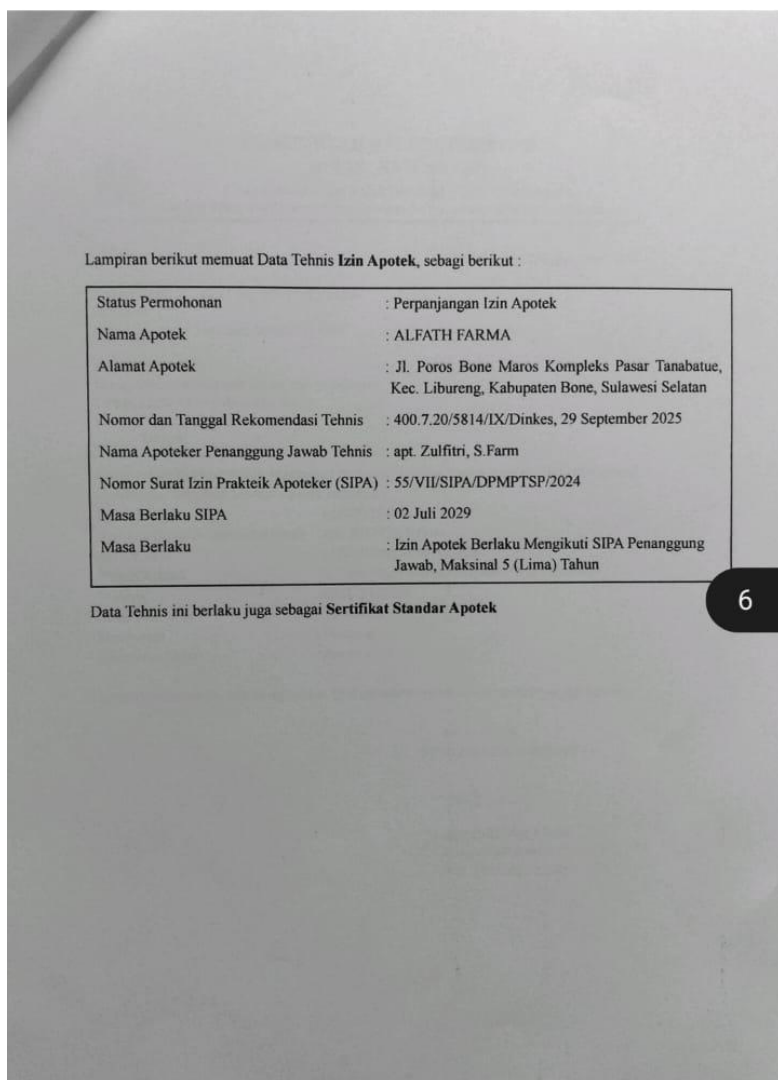 Lampiran berikut memuat Data Tehnis Izin Apotek, sebagi berikut :
Status Permohonan : Perpanjangan Izin Apotek
Nama Apotek : ALFATH FARMA
Alamat Apotek : Jl. Poros Bone Maros Kompleks Pasar Tanabatue,
Kec. Libureng, Kabupaten Bone, Sulawesi Selatan
Nomor dan Tanggal Rekomendasi Tehnis : 400.7.20/5814/IX/Dinkes, 29 September 2025
Nama Apoteker Penanggung Jawab Tehnis : apt. Zulfitri, S.Farm
Nomor Surat Izin Prakteik Apoteker (SIPA) : 55/VII/SIPA/DPMPTSP/2024
Masa Berlaku SIPA : 02 Juli 2029
Masa Berlaku : Izin Apotek Berlaku Mengikuti SIPA Penanggung
Jawab, Maksinal 5 (Lima) Tahun
6
Data Tehnis ini berlaku juga sebagai Sertifikat Standar Apotek